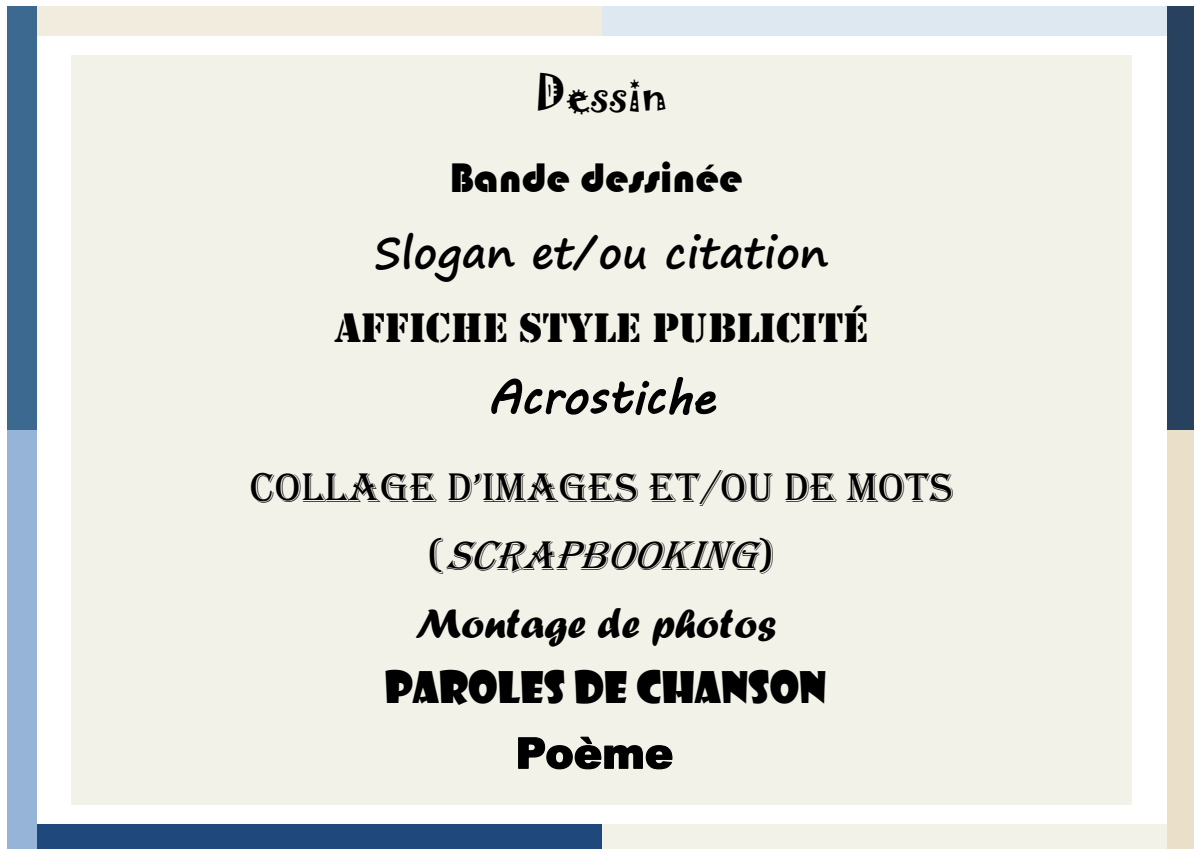 Dessin
Bande dessinée
Slogan et/ou citation
AFFICHE STYLE PUBLICITÉ
Acrostiche
COLLAGE D’IMAGES ET/OU DE MOTS
(SCRAPBOOKING)
Montage de photos
PAROLES DE CHANSON
Poème